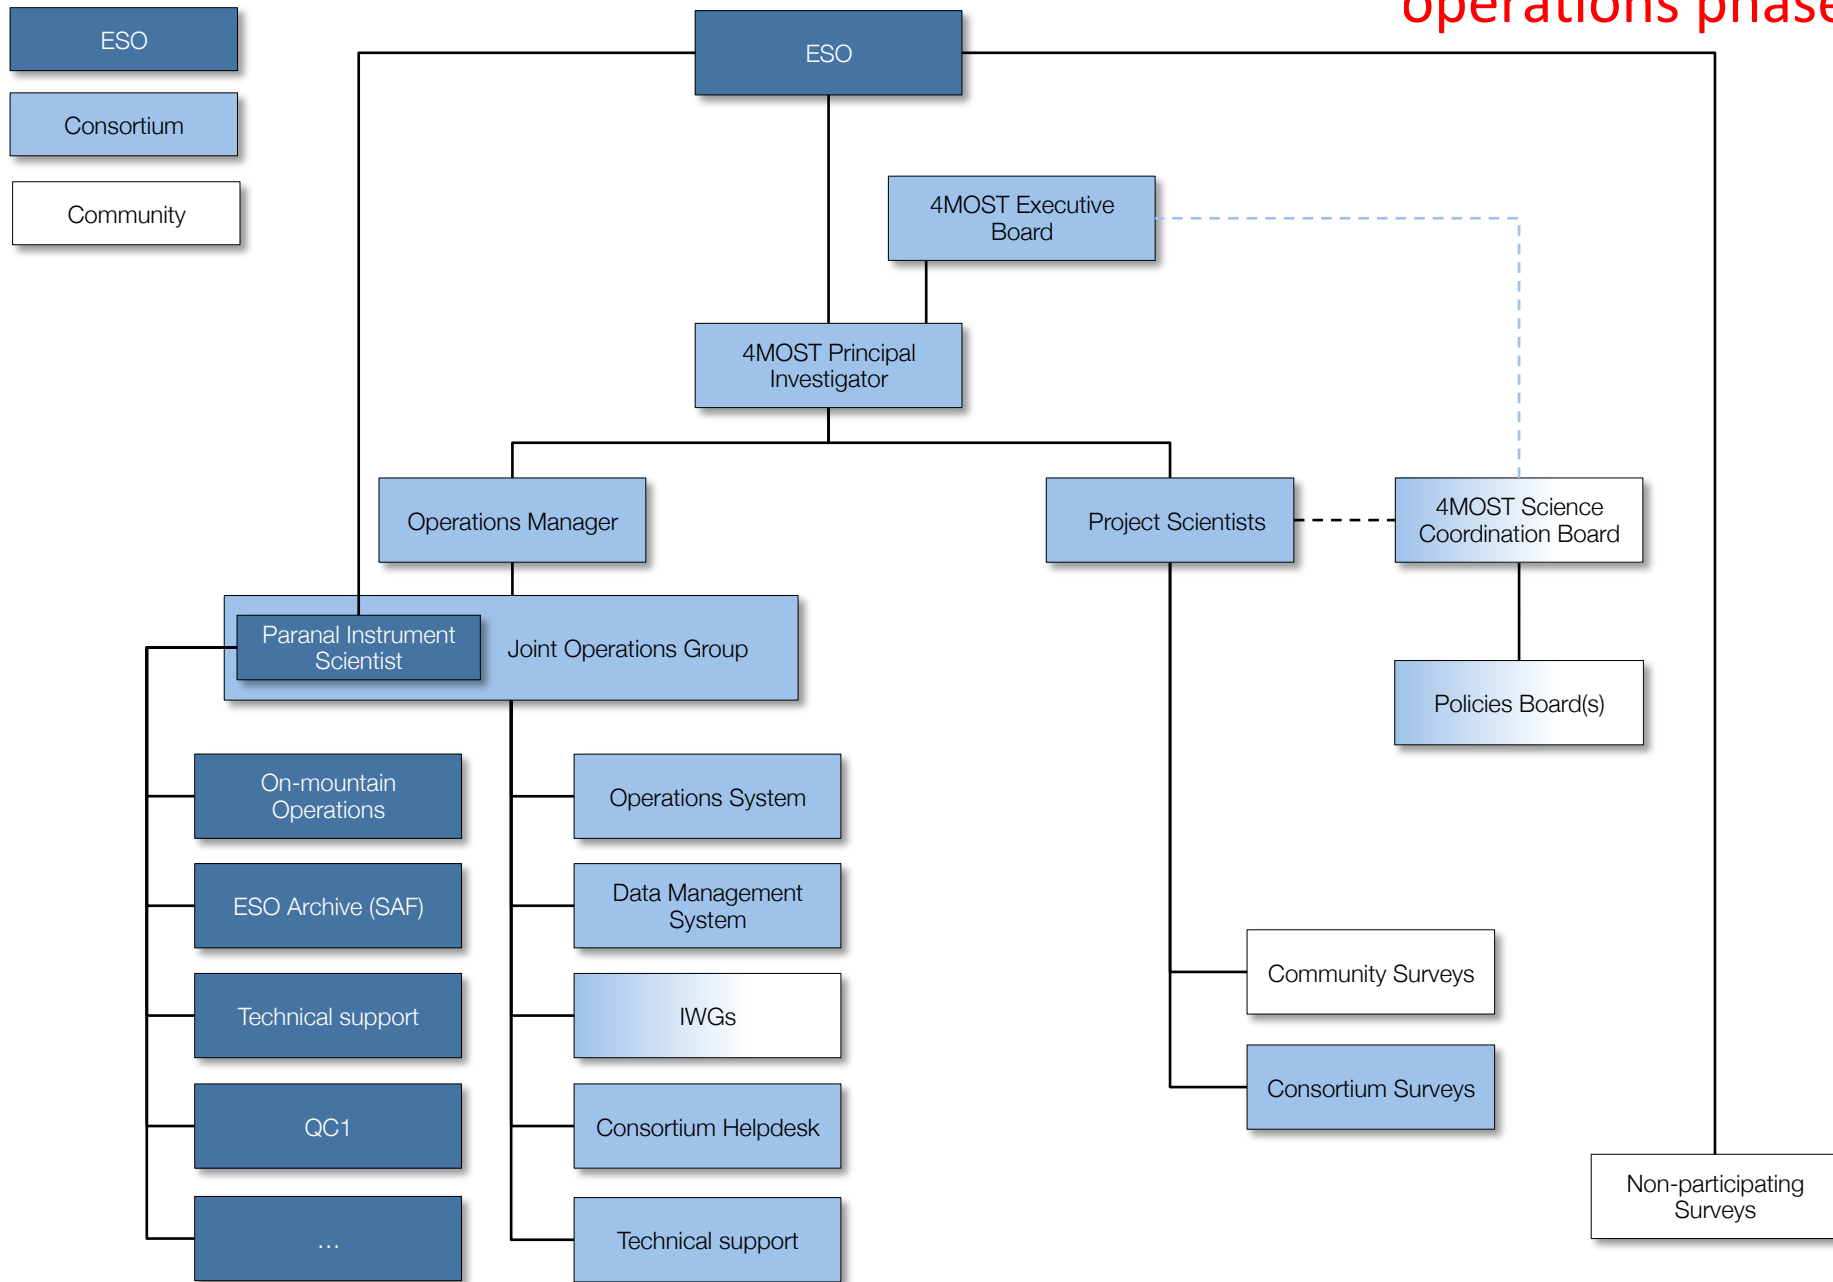 operations phase
ESO
ESO
Consortium
Community
4MOST Executive
Board
4MOST Principal
Investigator
Operations Manager
Project Scientists
4MOST Science
Coordination Board
Paranal Instrument
Scientist
Joint Operations Group
Policies Board(s)
On-mountain
Operations
Operations System
ESO Archive (SAF)
Data Management
System
Technical support
IWGs
Community Surveys
QC1
Consortium Helpdesk
Consortium Surveys
Non-participating
Surveys
...
Technical support